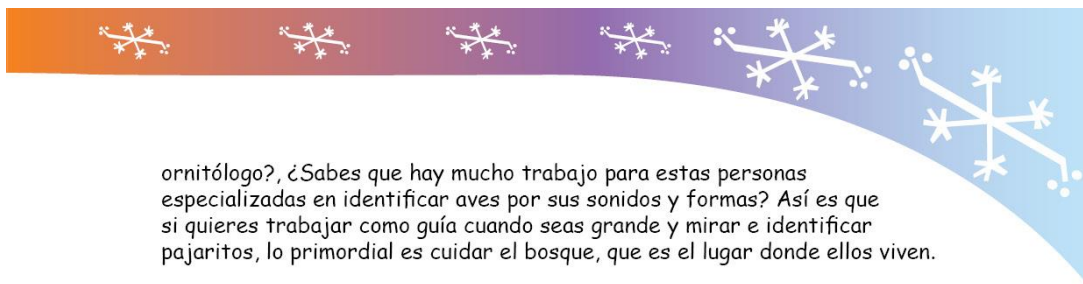 ornitólogo?, ¿Sabes que hay mucho trabajo para estas personas
especializadas en identificar aves por sus sonidos y formas? Así es que
si quieres trabajar como guía cuando seas grande y mirar e identificar
pajaritos, lo primordial es cuidar el bosque, que es el lugar donde ellos viven.